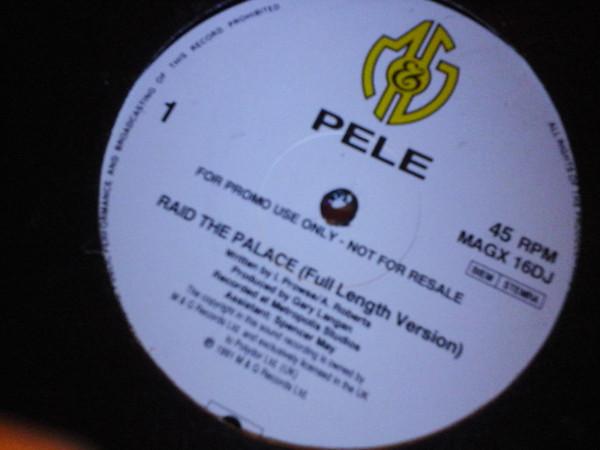 PERFORMANCE AND BROADCASTING OF THIS RECORD PROHIBITED
ALL RIGHTS OF THE
M&G
PELE
1
FOR PROMO USE ONLY - NOT FOR RESALE
45 RPM
MAGX 16DJ
BIEM STEMRA
RAID THE PALACE (Full Length Version)
Written by I. Prowse/A. Roberts
Produced by Gary Langan
Recorded at Metropolis Studios
Assistant: Spencer May
The copyright in this sound recording is owned by
M & G Records Ltd. and exclusively licensed in the UK
to Polydor Ltd. (UK)
℗ 1991 M & G Records Ltd.